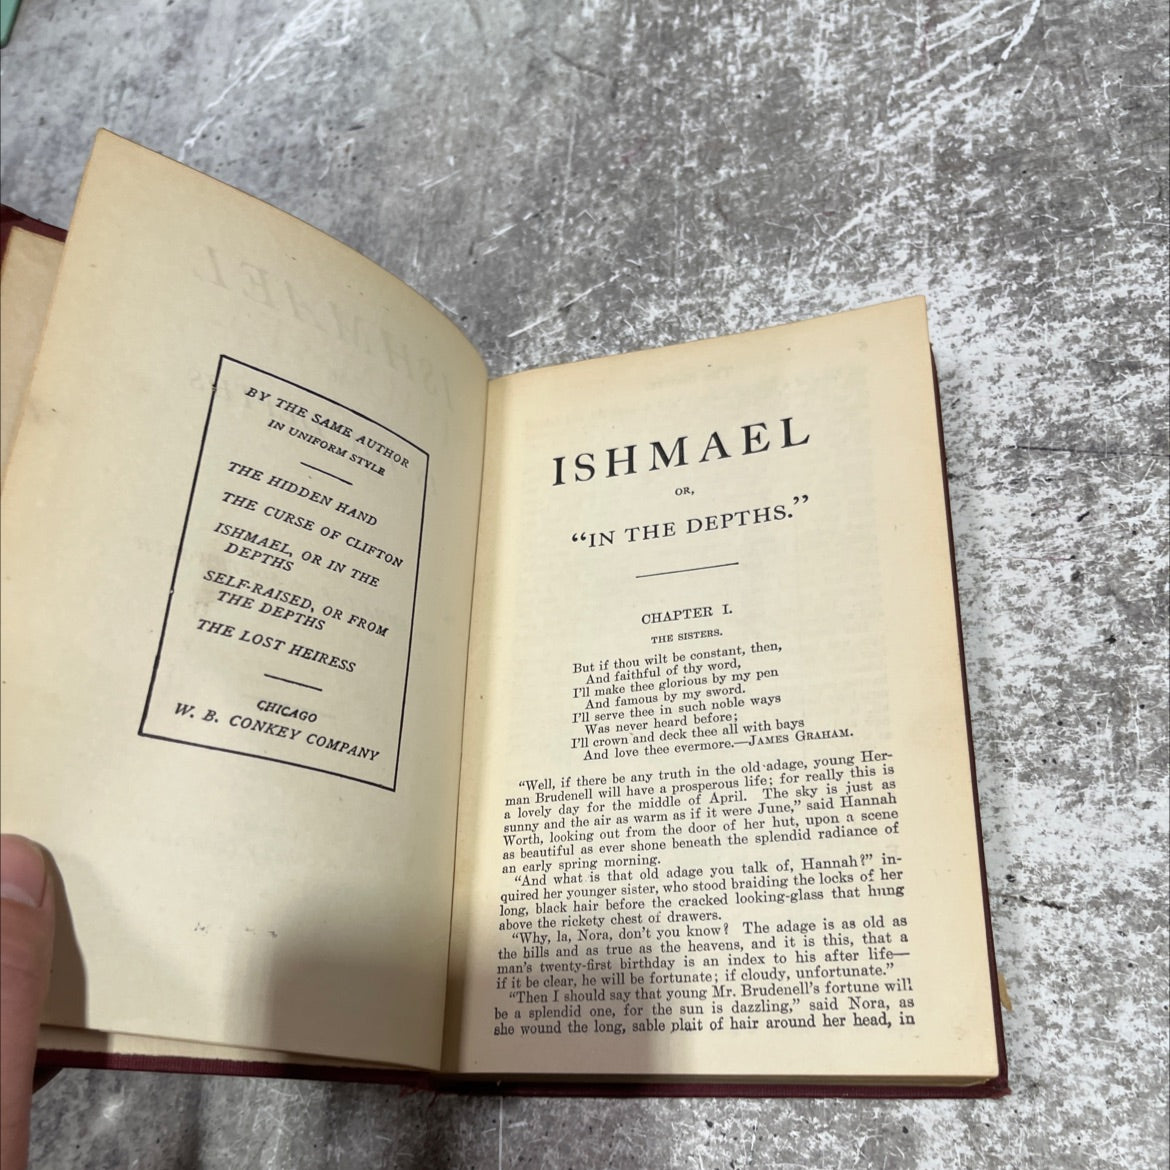 BY THE SAME AUTHOR
IN UNIFORM STYLE
THE HIDDEN HAND
THE CURSE OF CLIFTON
ISHMAEL, OR IN THE
DEPTHS
SELF-RAISED, OR FROM
THE DEPTHS
THE LOST HEIRESS
CHICAGO
W. B. CONKEY COMPANY
ISHMAEL
OR,
“IN THE DEPTHS.”
CHAPTER I.
THE SISTERS.
But if thou wilt be constant, then,
And faithful of thy word,
I'll make thee glorious by my pen
And famous by my sword.
I'll serve thee in such noble ways
Was never heard before;
I'll crown and deck thee all with bays
And love thee evermore.—JAMES GRAHAM.
“Well, if there be any truth in the old adage, young Her-
man Brudenell will have a prosperous life; for really this is
a lovely day for the middle of April. The sky is just as
sunny and the air as warm as if it were June,” said Hannah
Worth, looking out from the door of her hut, upon a scene
as beautiful as ever shone beneath the splendid radiance of
an early spring morning.
“And what is that old adage you talk of, Hannah?” in-
quired her younger sister, who stood braiding the locks of her
long, black hair before the cracked looking-glass that hung
above the rickety chest of drawers.
“Why, la, Nora, don't you know? The adage is as old as
the hills and as true as the heavens, and it is this, that a
man's twenty-first birthday is an index to his after life—
if it be clear, he will be fortunate; if cloudy, unfortunate.”
“Then I should say that young Mr. Brudenell's fortune will
be a splendid one, for the sun is dazzling,” said Nora, as
she wound the long, sable plait of hair around her head, in